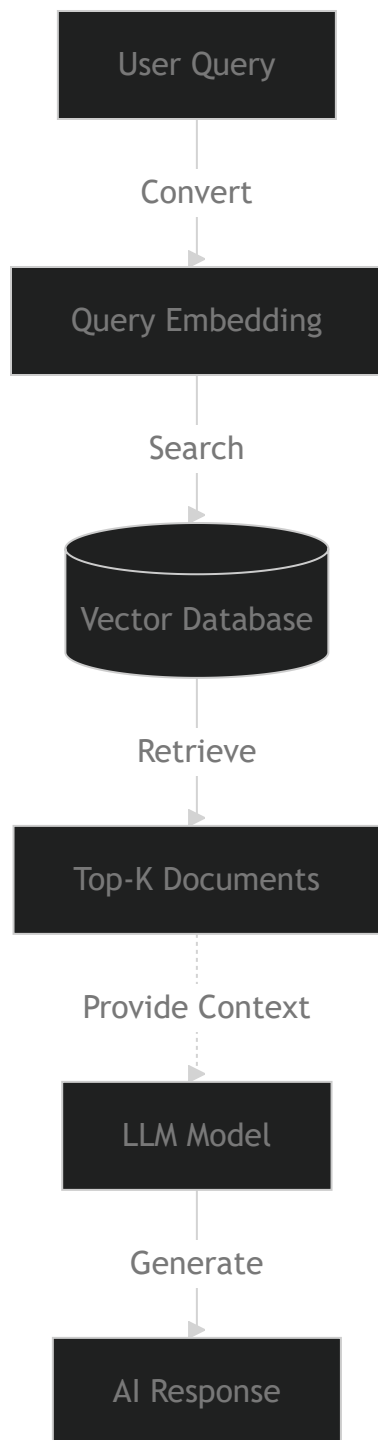 User Query
Convert
Query Embedding
Search
Vector Database
Retrieve
Top-K Documents
Provide Context
LLM Model
Generate
AI Response